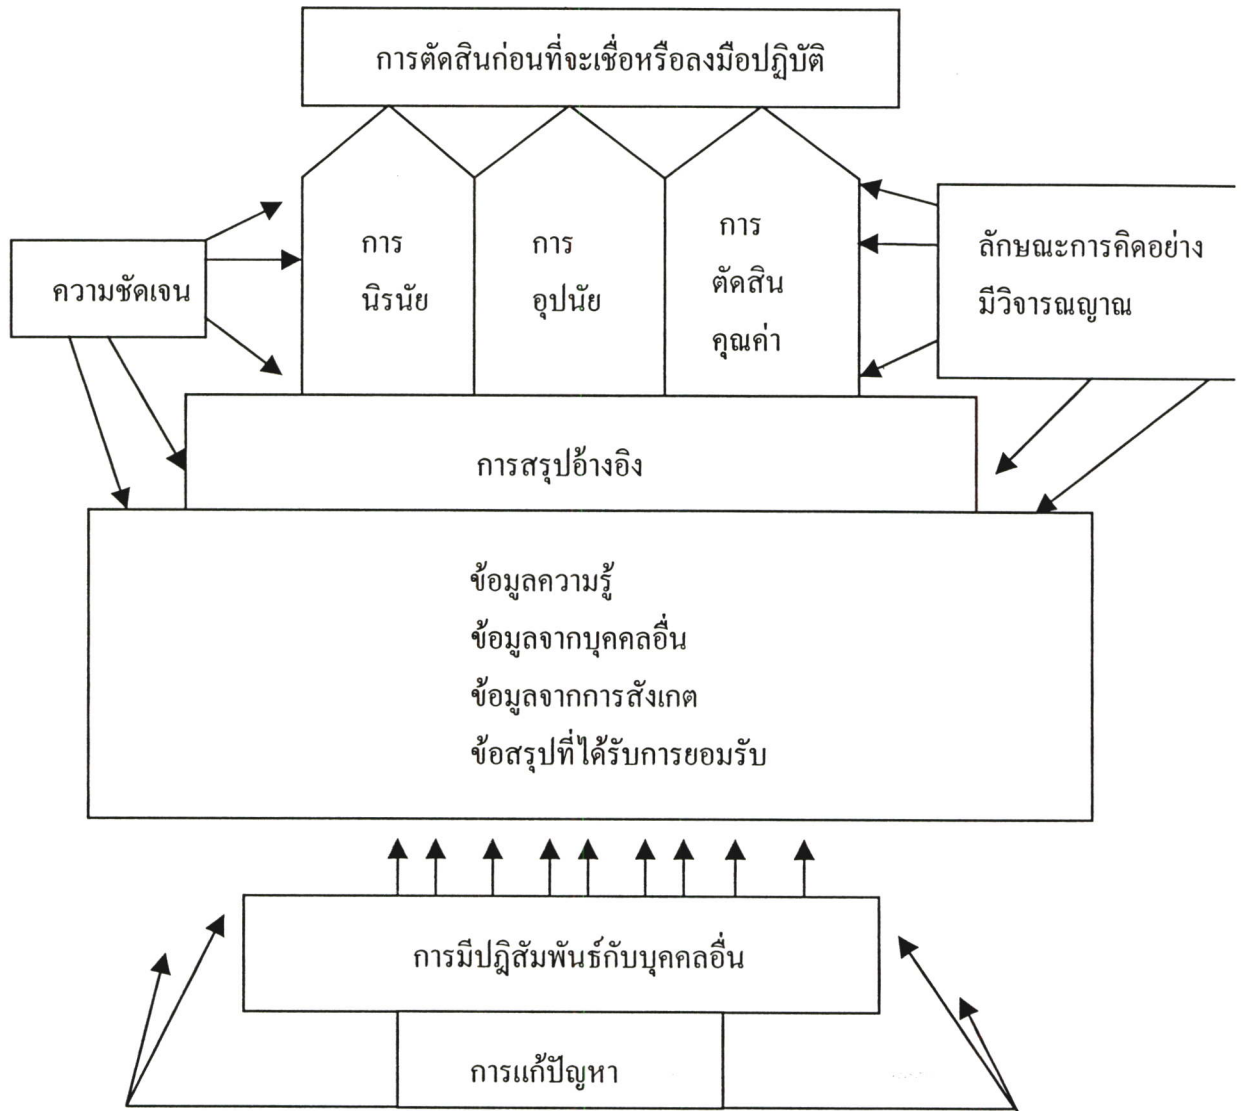 การตัดสินก่อนที่จะเชื่อหรือลงมือปฏิบัติ
ความชัดเจน
การ
นิรนัย
การ
อุปนัย
การ
ตัดสิน
คุณค่า
ลักษณะการคิดอย่าง
มีวิจารณญาณ
การสรุปอ้างอิง
ข้อมูลความรู้
ข้อมูลจากบุคคลอื่น
ข้อมูลจากการสังเกต
ข้อสรุปที่ได้รับการยอมรับ
การมีปฎิสัมพันธ์กับบุคคลอื่น
การแก้ปัญหา